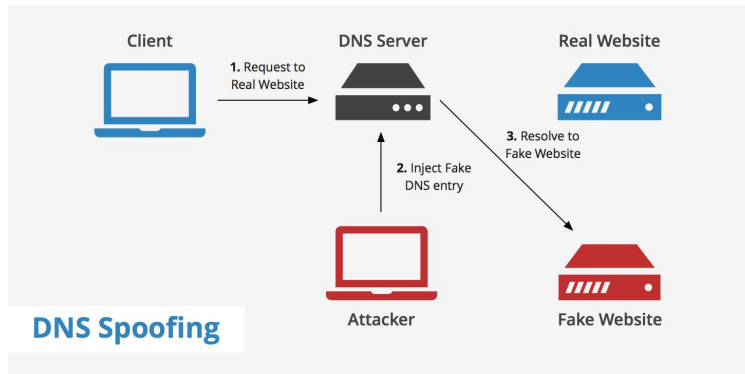 Client
DNS Server
Real Website
1. Request to
Real Website
3. Resolve to
Fake Website
2. Inject Fake
DNS entry
Attacker
Fake Website
DNS Spoofing